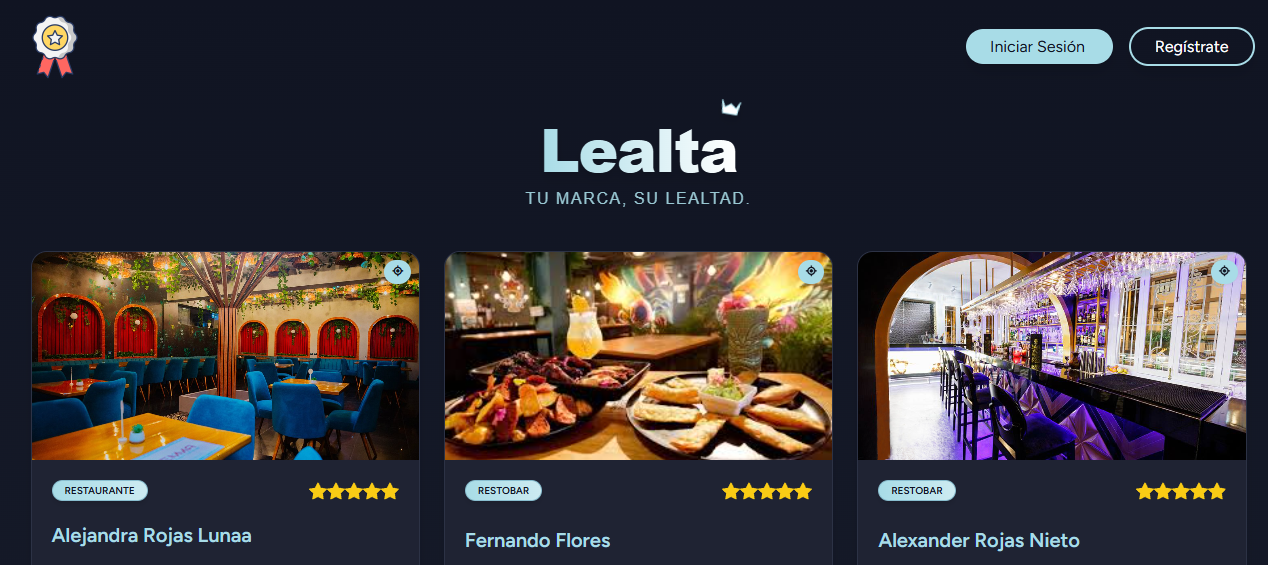 Iniciar Sesión
Regístrate
Lealta
TU MARCA, SU LEALTAD.
RESTAURANTE
RESTOBAR
RESTOBAR
Alejandra Rojas Lunaa
Fernando Flores
Alexander Rojas Nieto